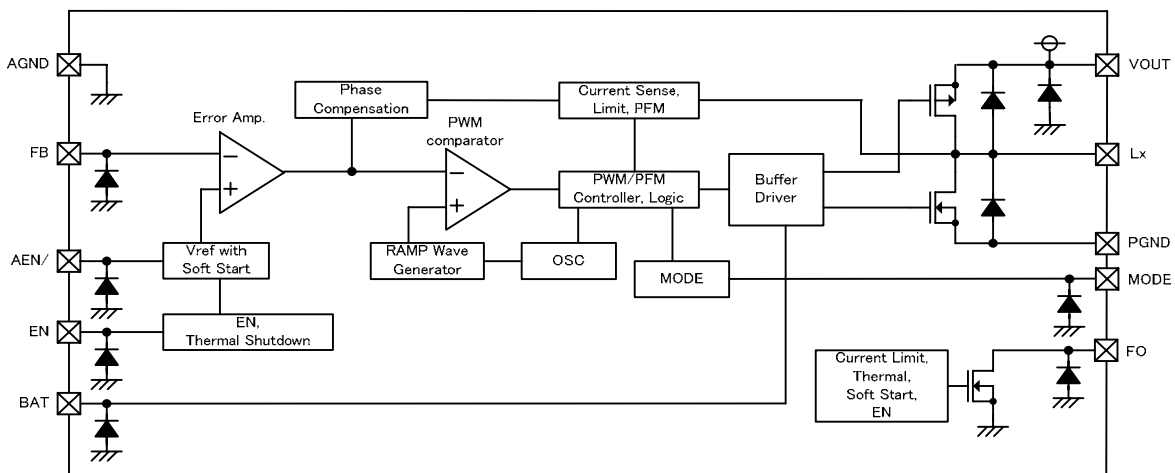 AGND
FB
AEN/
EN
BAT
Error Amp.
−
+
Vref with
Soft Start
EN,
Thermal Shutdown
Phase
Compensation
PWM
comparator
−
+
RAMP Wave
Generator
OSC
Current Sense,
Limit, PFM
PWM/PFM
Controller, Logic
MODE
Buffer
Driver
Current Limit,
Thermal,
Soft Start,
EN
VOUT
Lx
PGND
MODE
FO